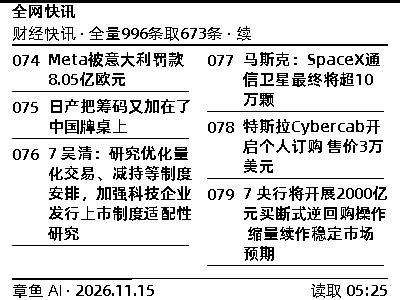 全网快讯
财经快讯 · 全量996条取673条 · 续
074 Meta被意大利罚款
8.05亿欧元
075 日产把筹码又加在了
中国牌桌上
076 7 吴清：研究优化量
化交易、减持等制度
安排，加强科技企业
发行上市制度适配性
研究
077 马斯克：SpaceX通
信卫星最终将超10
万颗
078 特斯拉Cybercab开
启个人订购 售价3万
美元
079 7 央行将开展2000亿
元买断式逆回购操作
缩量续作稳定市场
预期
章鱼 AI · 2026.11.15
读取 05:25